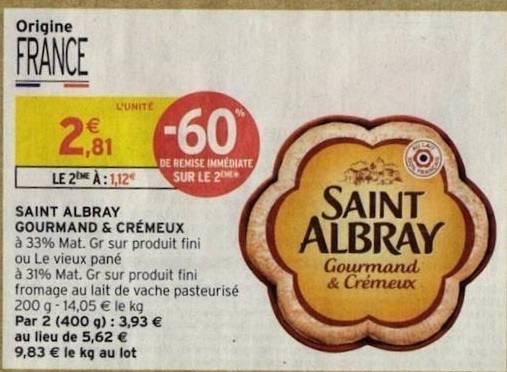 Origine
FRANCE
L'UNITÉ
2€,81
-60%
DE REMISE IMMÉDIATE
SUR LE 2ÈME*
LE 2ÈME À : 1,12€
SAINT ALBRAY
GOURMAND & CRÉMEUX
à 33% Mat. Gr sur produit fini
ou Le vieux pané
à 31% Mat. Gr sur produit fini
fromage au lait de vache pasteurisé
200 g - 14,05 € le kg
Par 2 (400 g) : 3,93 €
au lieu de 5,62 €
9,83 € le kg au lot
SAINT
ALBRAY
Gourmand
& Crémeux